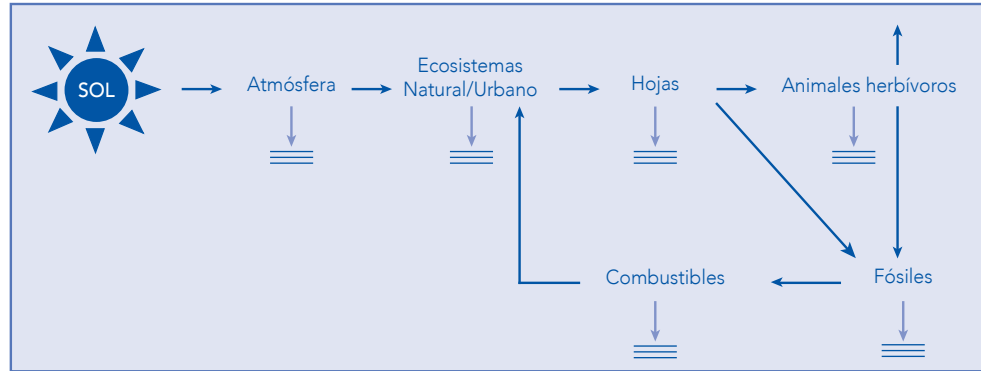 SOL
Atmósfera
Ecosistemas
Natural/Urbano
Hojas
Animales herbívoros
Combustibles
Fósiles